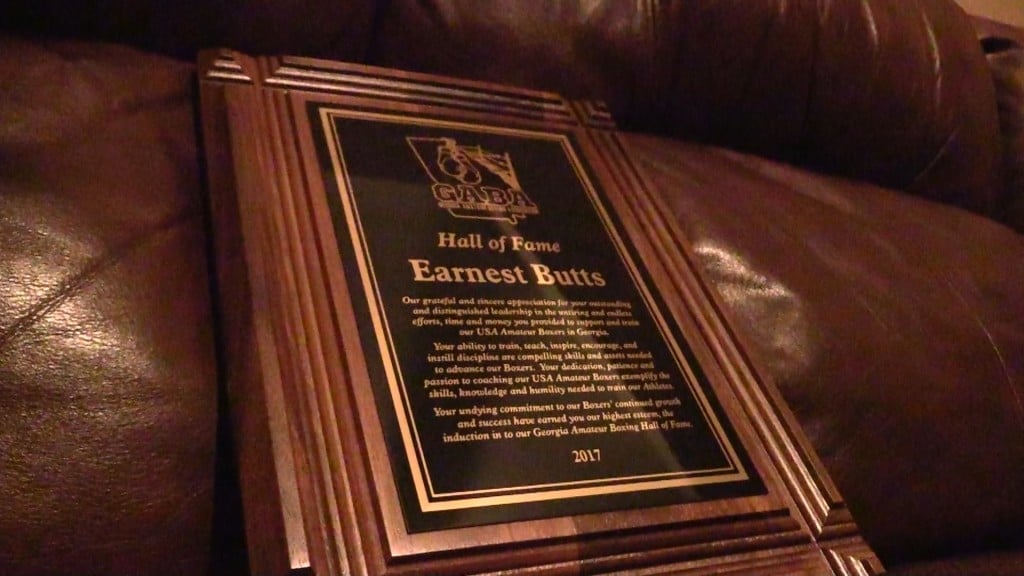 GABA
Hall of Fame
Earnest Butts
Our grateful and sincere appreciation for your outstanding
and distinguished leadership in the untiring and endless
efforts, time and money you provided to support and train
our USA Amateur Boxers in Georgia.
Your ability to train, teach, inspire, encourage, and
instill discipline are compelling skills and assets needed
to advance our Boxers. Your dedication, patience and
passion to coaching our USA Amateur Boxers exemplify the
skills, knowledge and humility needed to train our Athletes.
Your undying commitment to our Boxers' continued growth
and success have earned you our highest esteem, the
induction in to our Georgia Amateur Boxing Hall of Fame.
2017